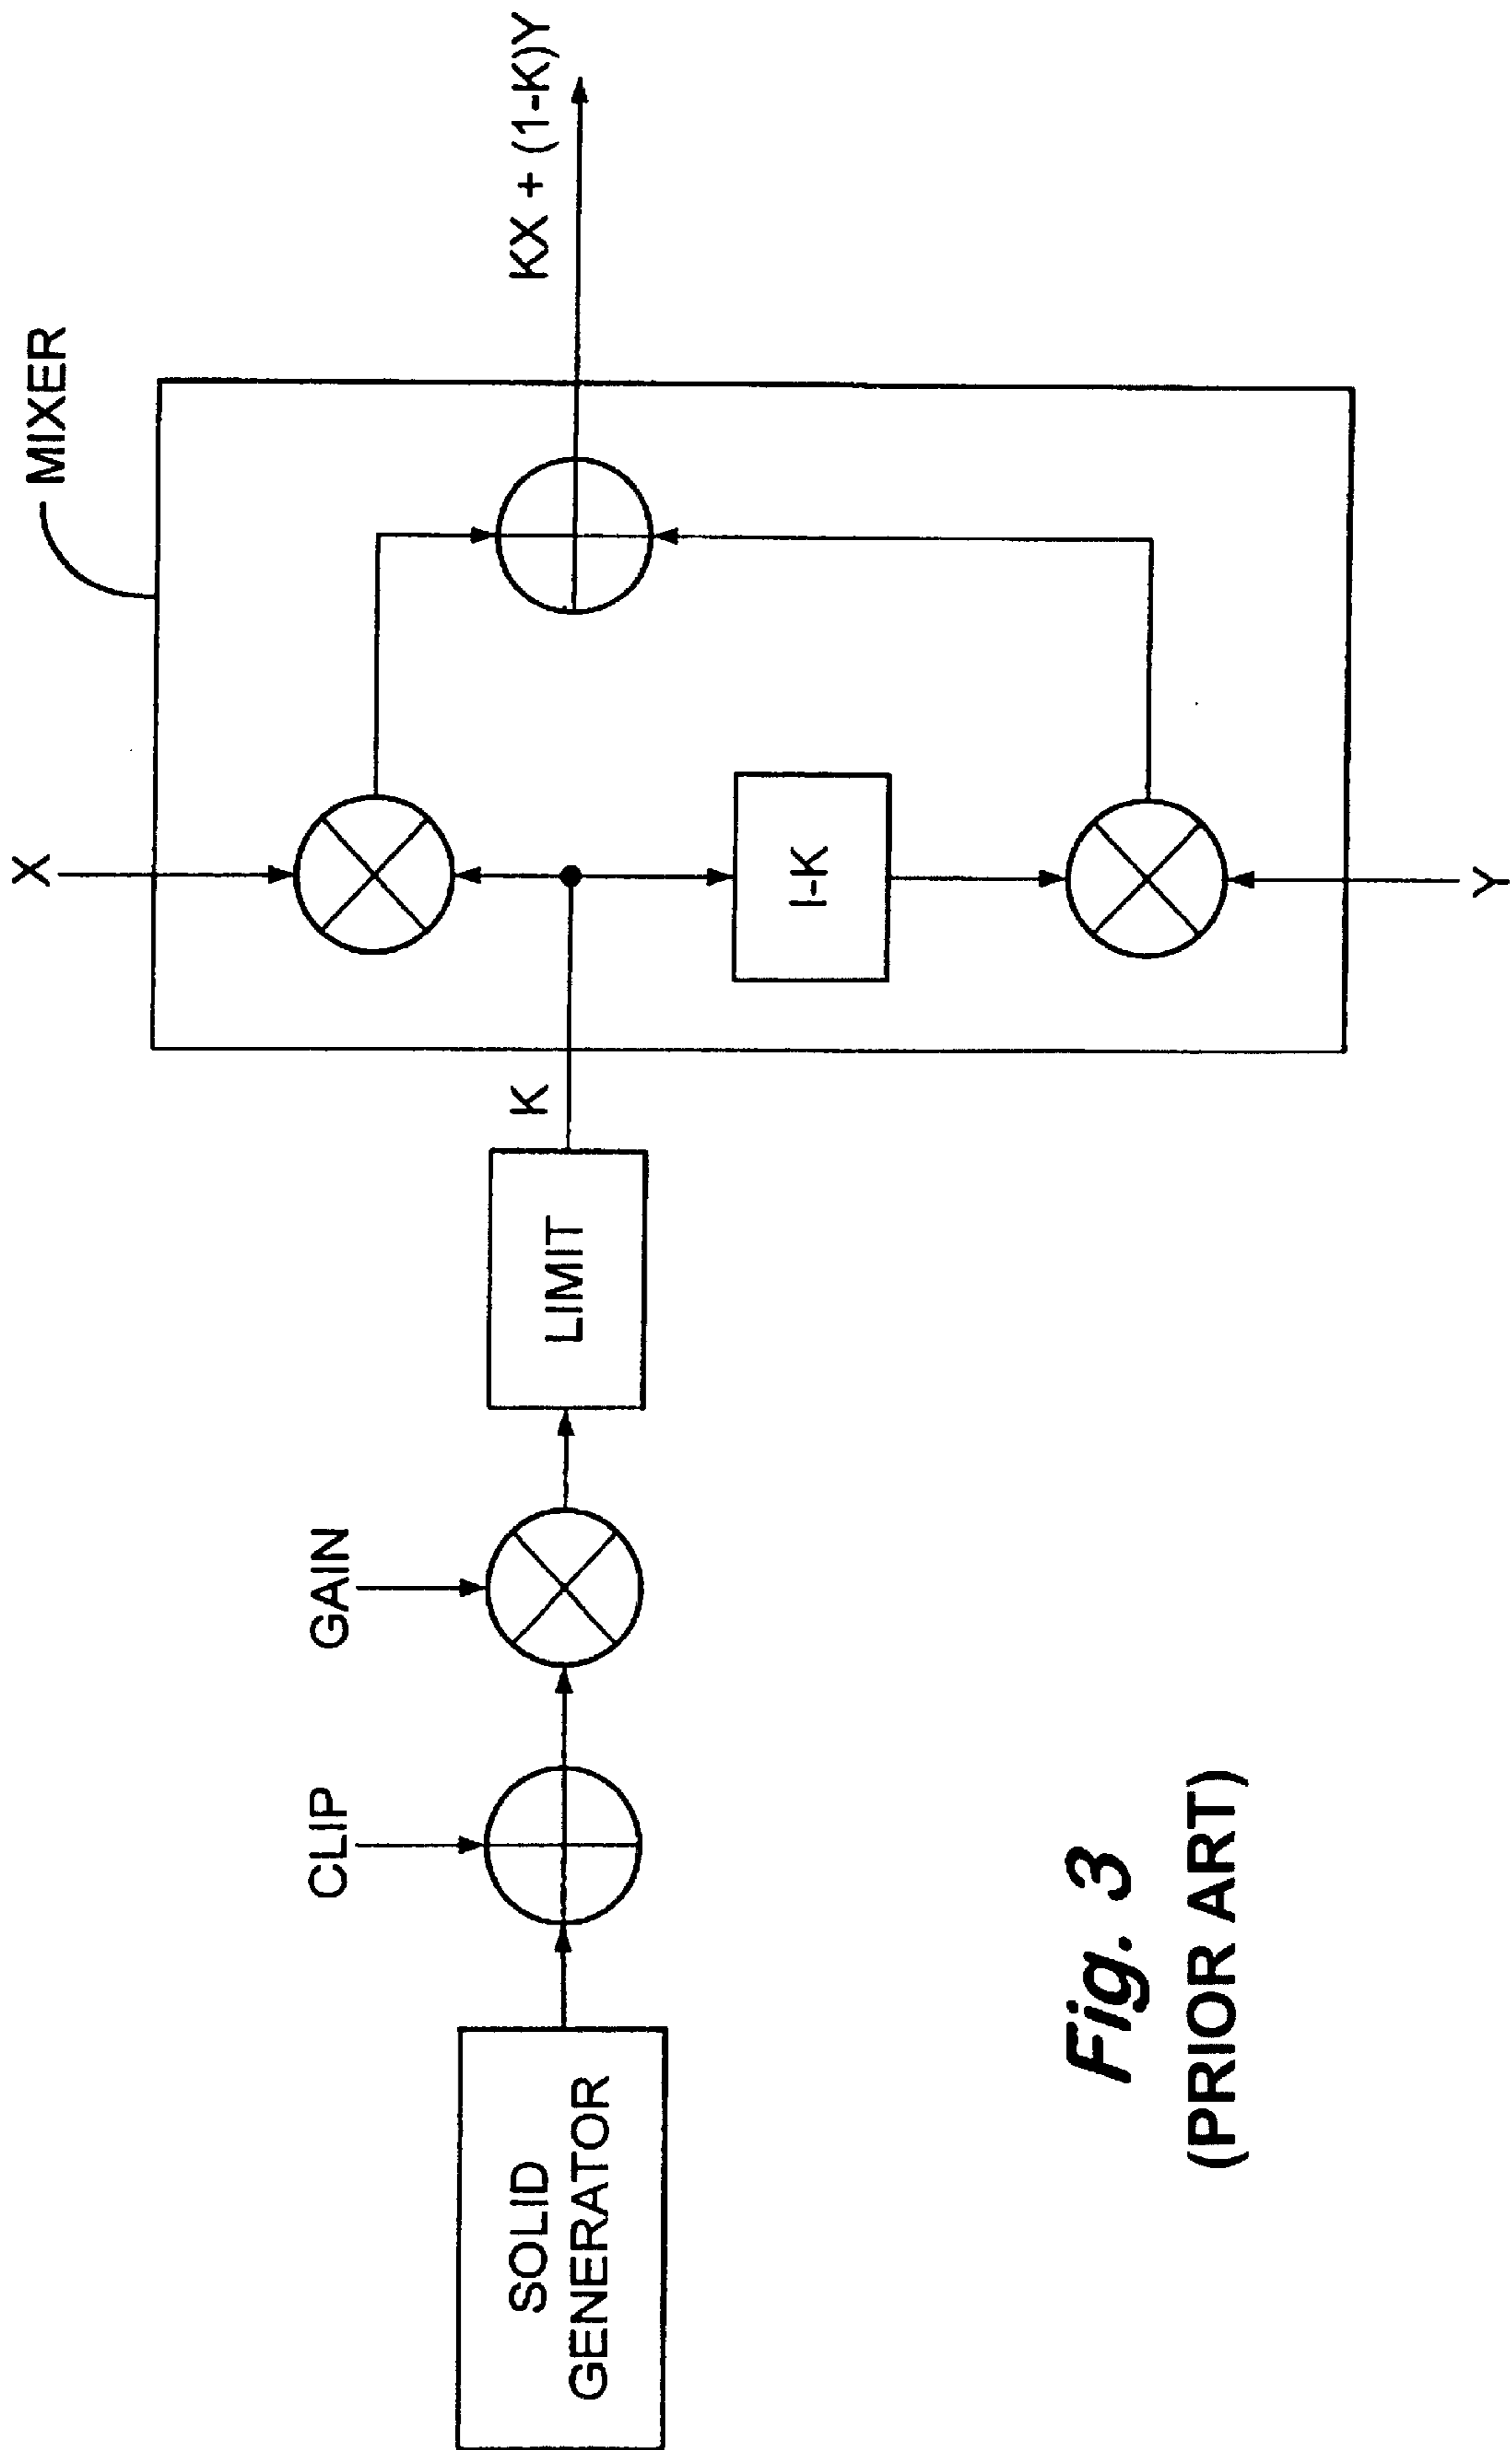 SOLID
GENERATOR
CLIP
GAIN
LIMIT
K
X
I-K
Y
MIXER
KX + (1-K)Y
Fig. 3
(PRIOR ART)